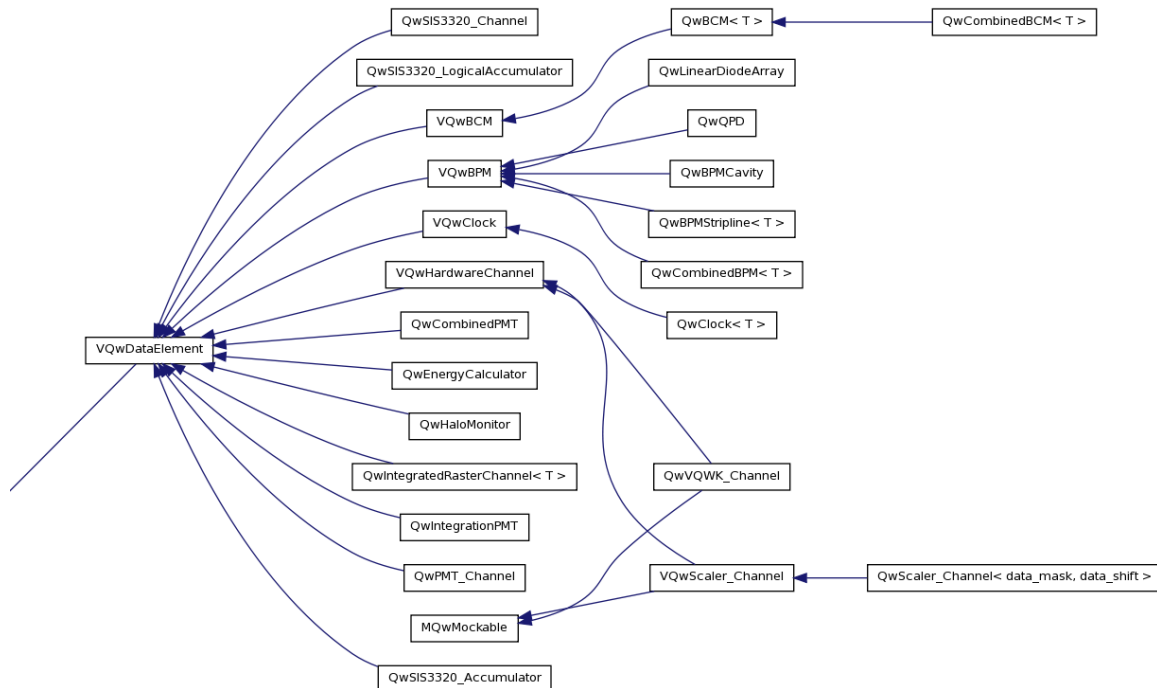 QwSIS3320_Channel
QwBCM< T >
QwCombinedBCM< T >
QwSIS3320_LogicalAccumulator
QwLinearDiodeArray
VQwBCM
QwQPD
VQwBPM
QwBPMCavity
VQwClock
QwBPMStripline< T >
VQwHardwareChannel
QwCombinedBPM< T >
QwCombinedPMT
QwClock< T >
VQwDataElement
QwEnergyCalculator
QwHaloMonitor
QwIntegratedRasterChannel< T >
QwVQWK_Channel
QwIntegrationPMT
QwPMT_Channel
VQwScaler_Channel
QwScaler_Channel< data_mask, data_shift >
MQwMockable
QwSIS3320_Accumulator